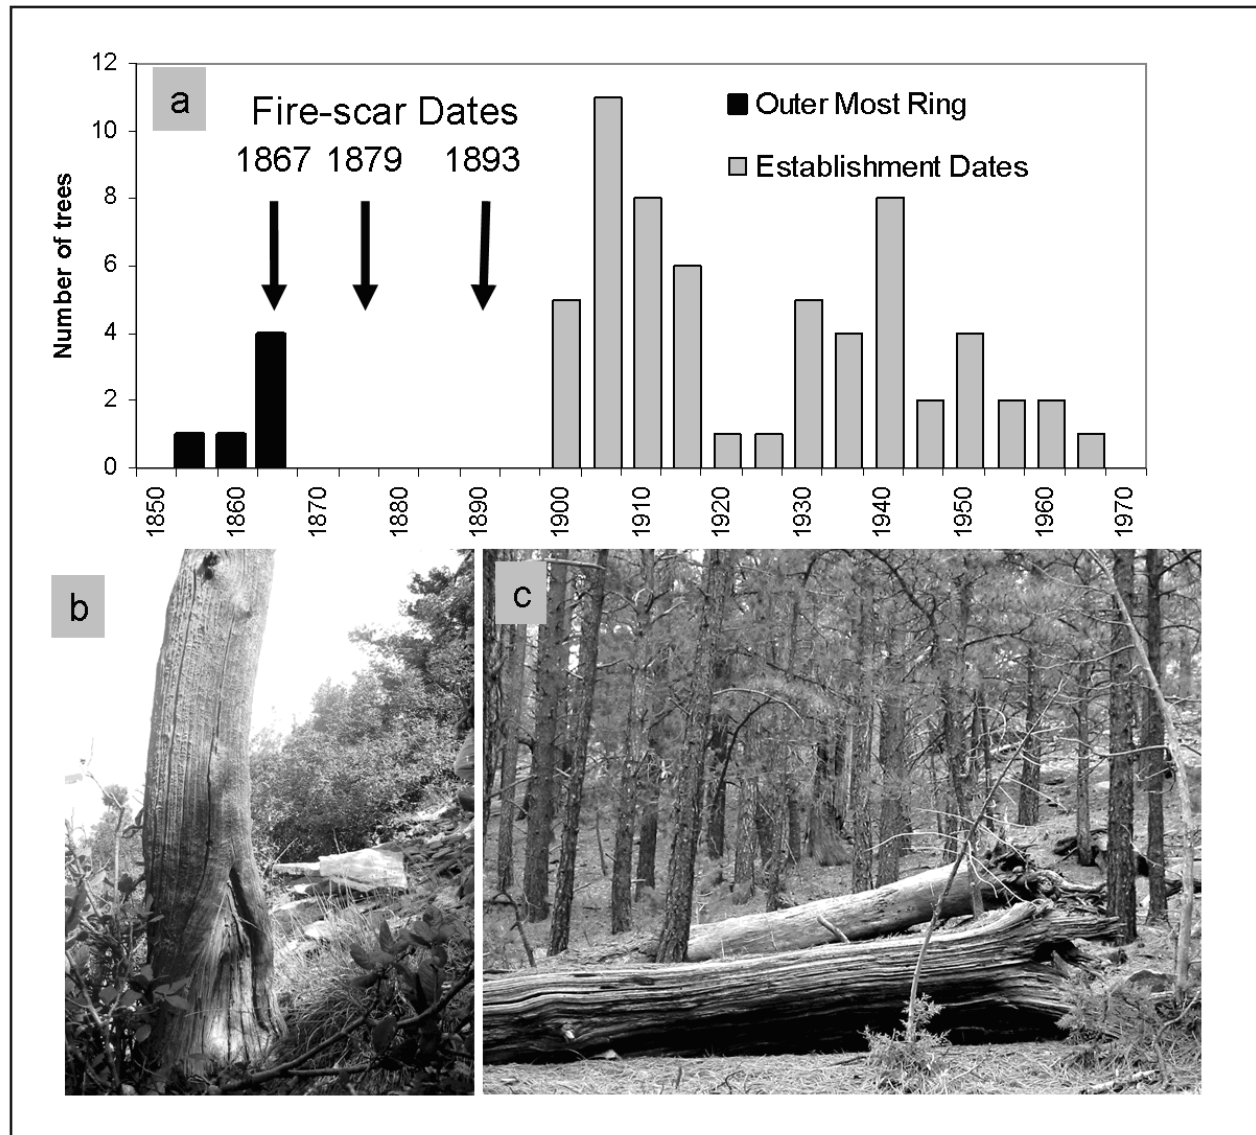 a
Fire-scar Dates
1867 1879 1893
Outer Most Ring
Establishment Dates
Number of trees
12
10
8
6
4
2
0
1850 1860 1870 1880 1890 1900 1910 1920 1930 1940 1950 1960 1970
b
c